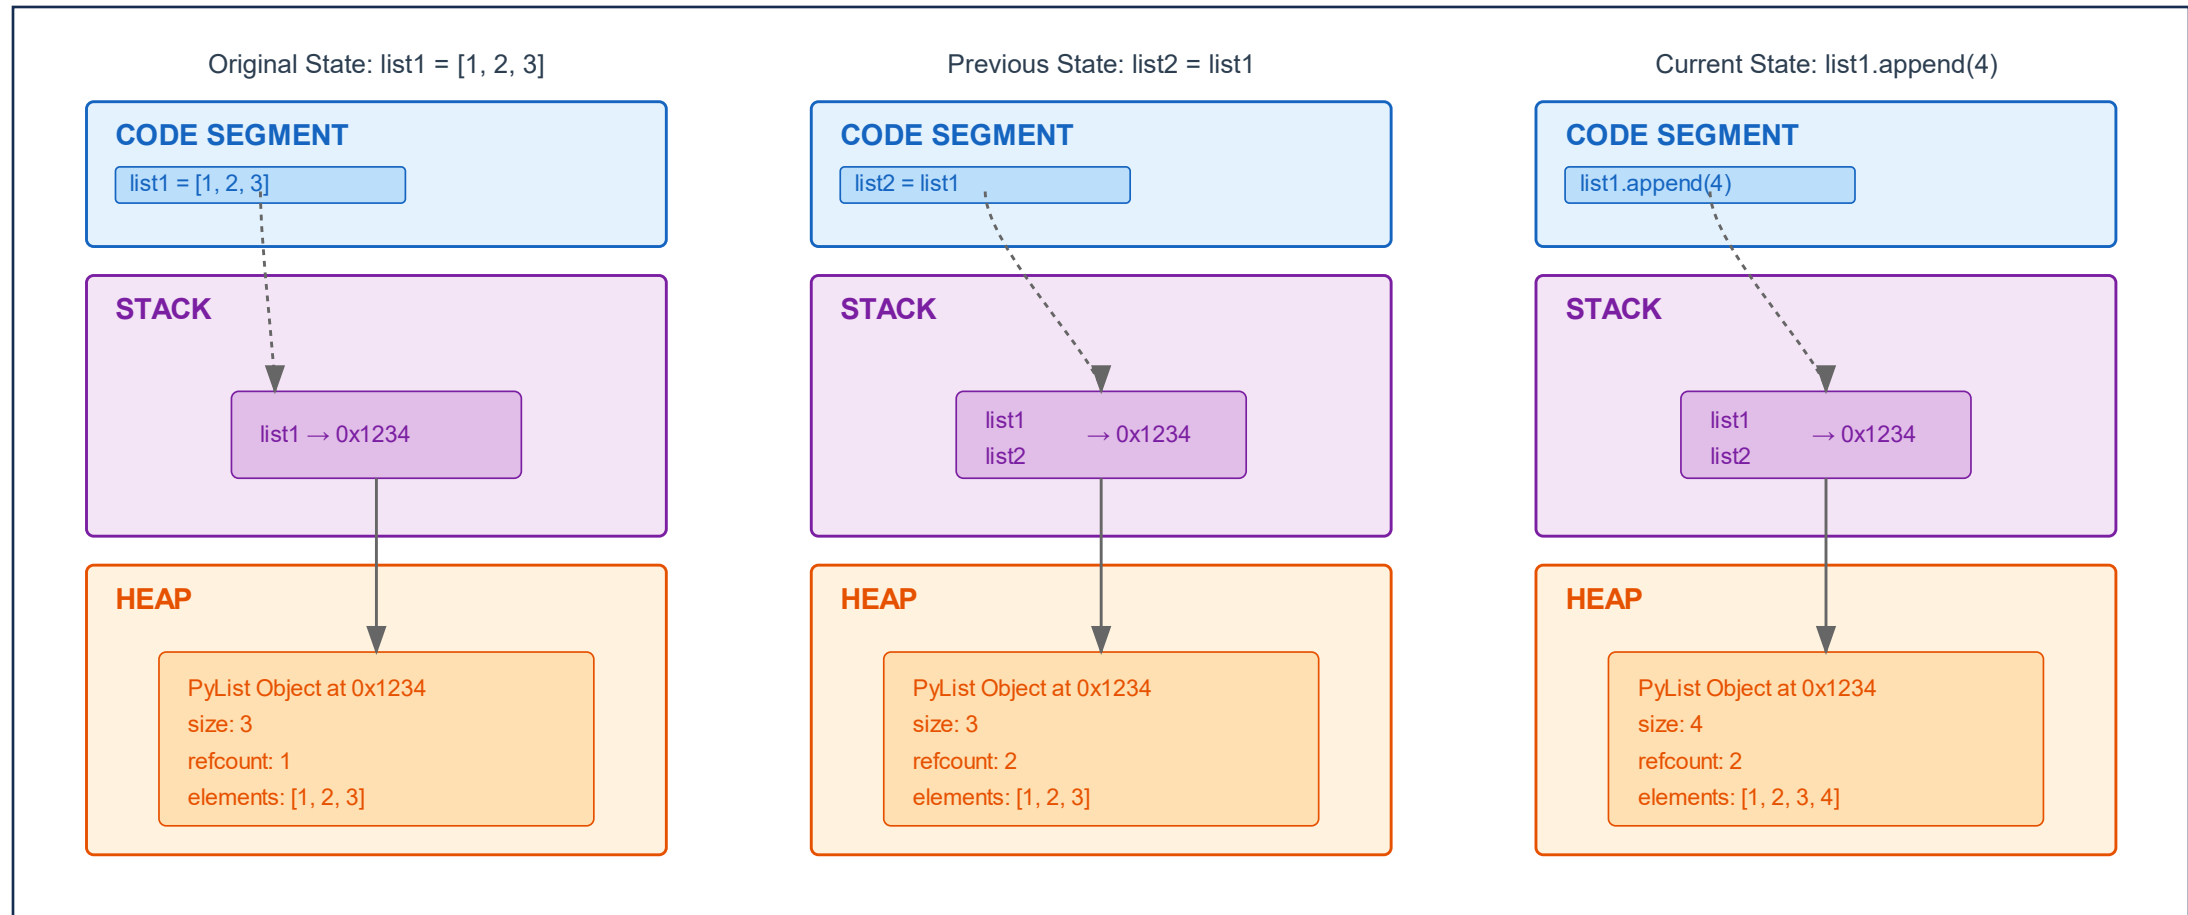 Original State: list1 = [1, 2, 3]
CODE SEGMENT
list1 = [1, 2, 3]
STACK
list1 → 0x1234
HEAP
PyList Object at 0x1234
size: 3
refcount: 1
elements: [1, 2, 3]
Previous State: list2 = list1
CODE SEGMENT
list2 = list1
STACK
list1
→ 0x1234
list2
HEAP
PyList Object at 0x1234
size: 3
refcount: 2
elements: [1, 2, 3]
Current State: list1.append(4)
CODE SEGMENT
list1.append(4)
STACK
list1
→ 0x1234
list2
HEAP
PyList Object at 0x1234
size: 4
refcount: 2
elements: [1, 2, 3, 4]